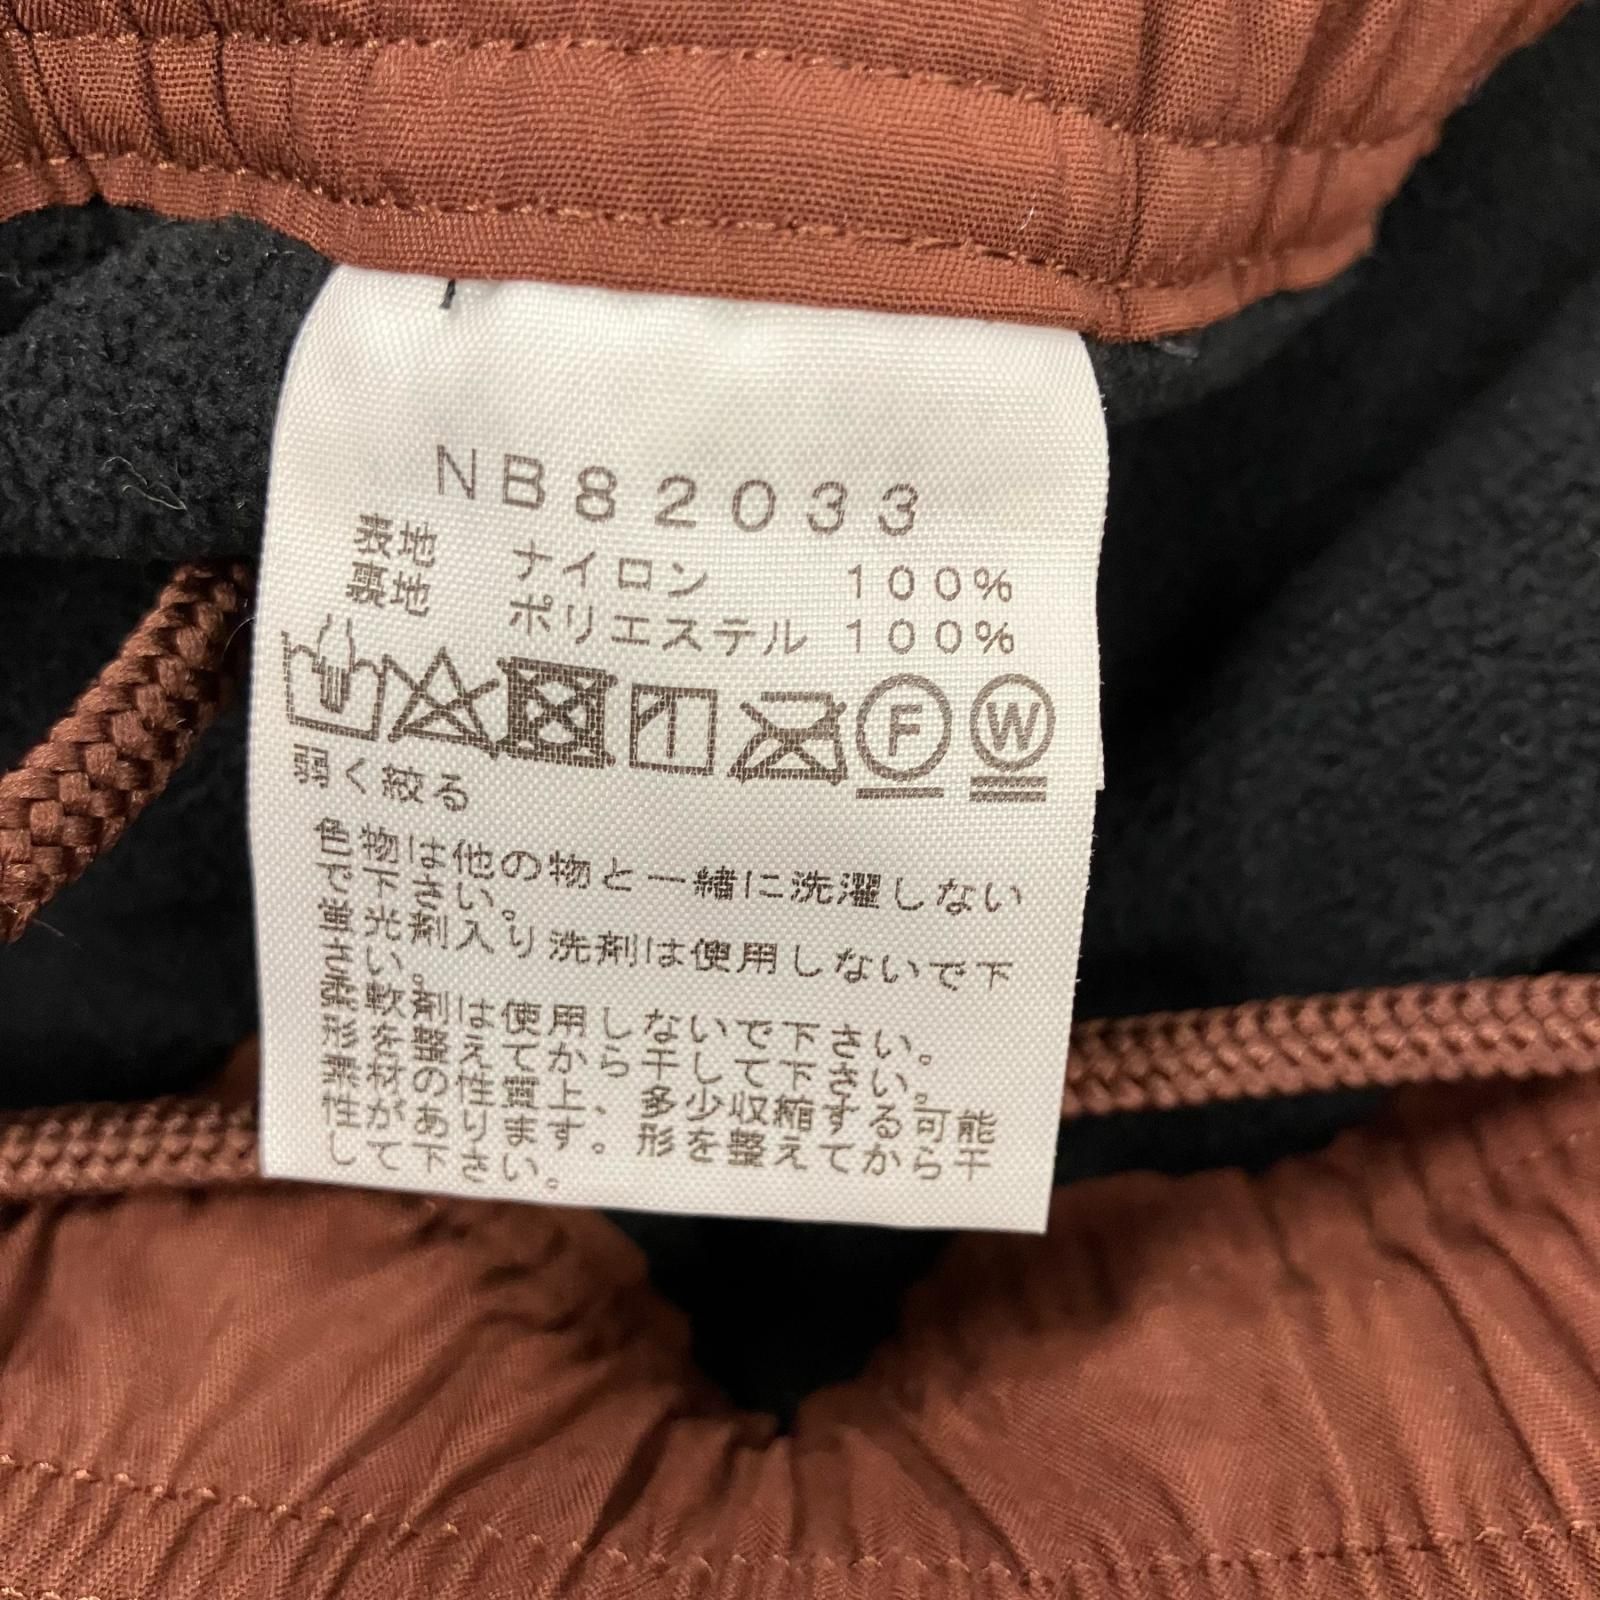 NB82033
表地 ナイロン 100%
裏地 ポリエステル 100%
F W
弱く絞る
色物は他の物と一緒に洗濯しない
で下さい。
蛍光剤入り洗剤は使用しないで下
さい。
柔軟剤は使用しないで下さい。
形を整えてから干して下さい。
素材の性質上、多少収縮する可能
性があります。形を整えてから干
して下さい。